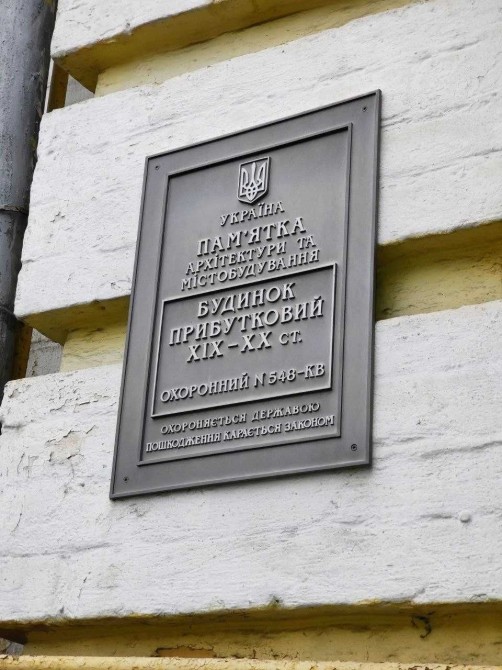 УКРАЇНА
ПАМ'ЯТКА
АРХІТЕКТУРИ ТА
МІСТОБУДУВАННЯ
БУДИНОК
ПРИБУТКОВИЙ
XIX – XX СТ.
ОХОРОННИЙ N 548-КВ
ОХОРОНЯЄТЬСЯ ДЕРЖАВОЮ
ПОШКОДЖЕННЯ КАРАЄТЬСЯ ЗАКОНОМ